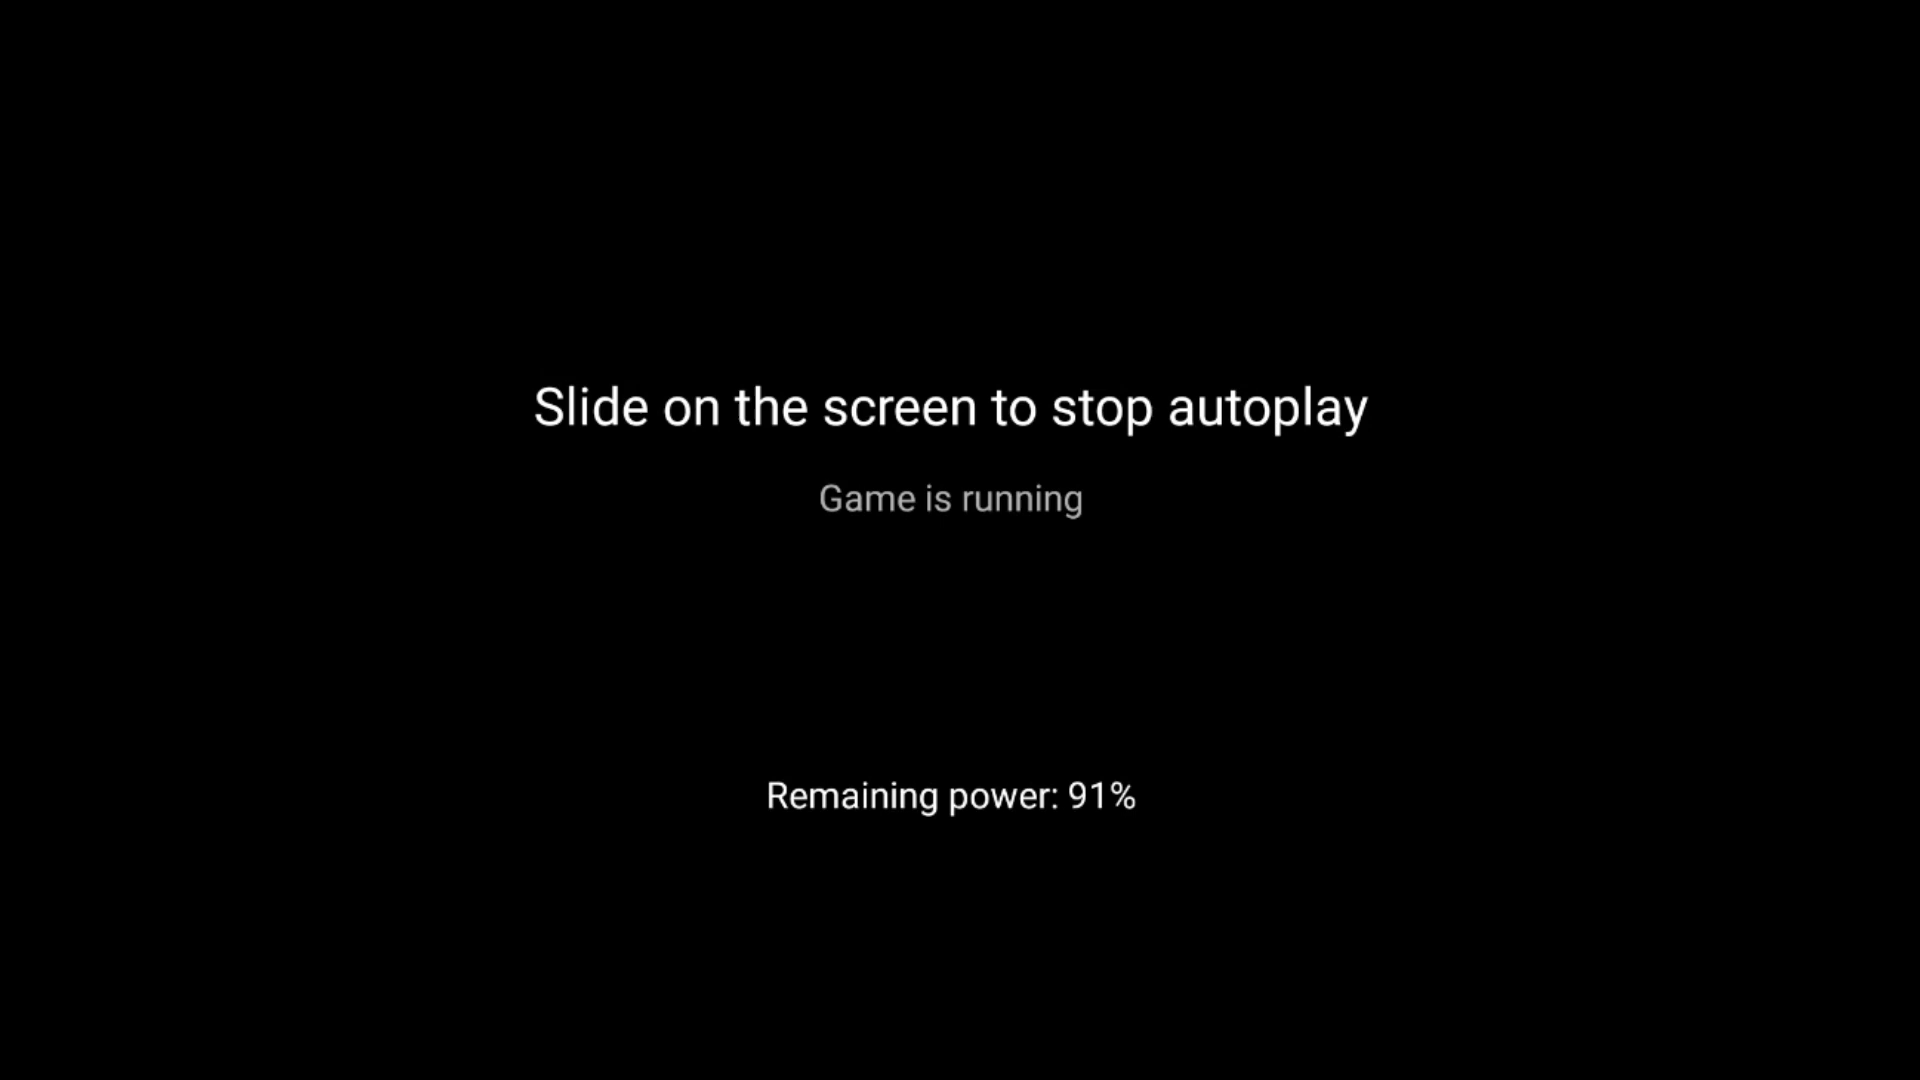 Slide on the screen to stop autoplay
Game is running
Remaining power: 91%